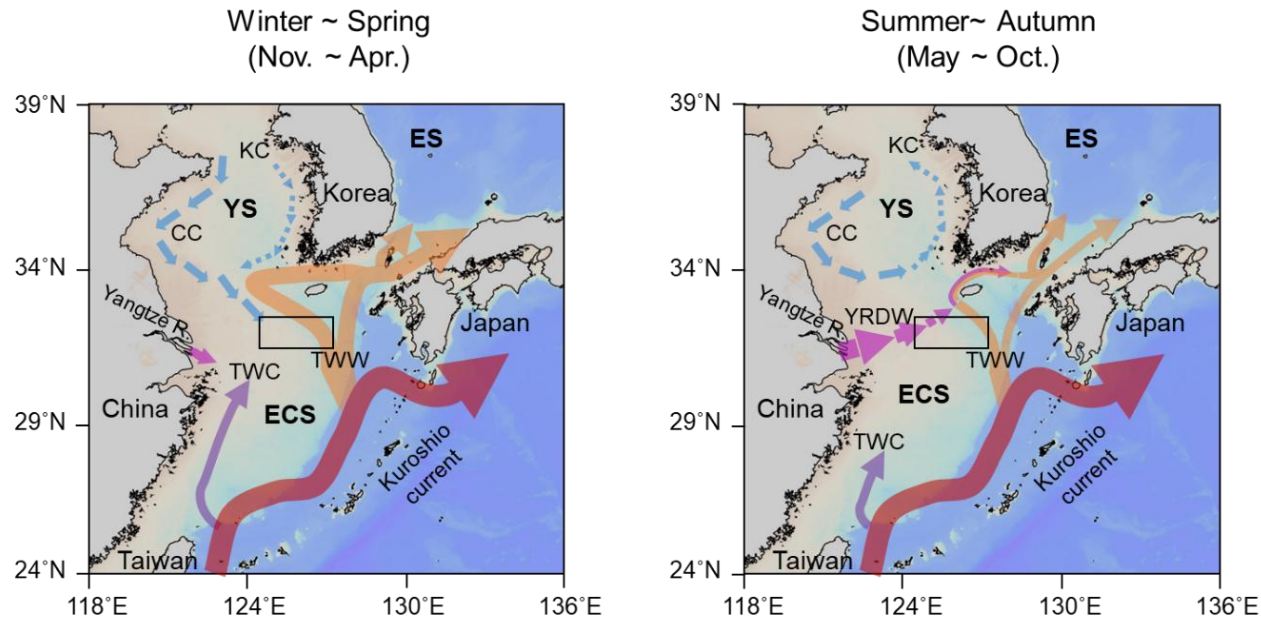 Winter ~ Spring
(Nov. ~ Apr.)
39°N
34°N
29°N
24°N
118°E
124°E
130°E
136°E
KC
ES
Korea
YS
CC
Yangtze R.
Japan
TWW
TWC
China
ECS
Kuroshio
current
Taiwan
Summer~ Autumn
(May ~ Oct.)
39°N
34°N
29°N
24°N
118°E
124°E
130°E
136°E
KC
ES
Korea
YS
CC
Yangtze R.
YRDW
Japan
TWW
China
ECS
TWC
Kuroshio
current
Taiwan